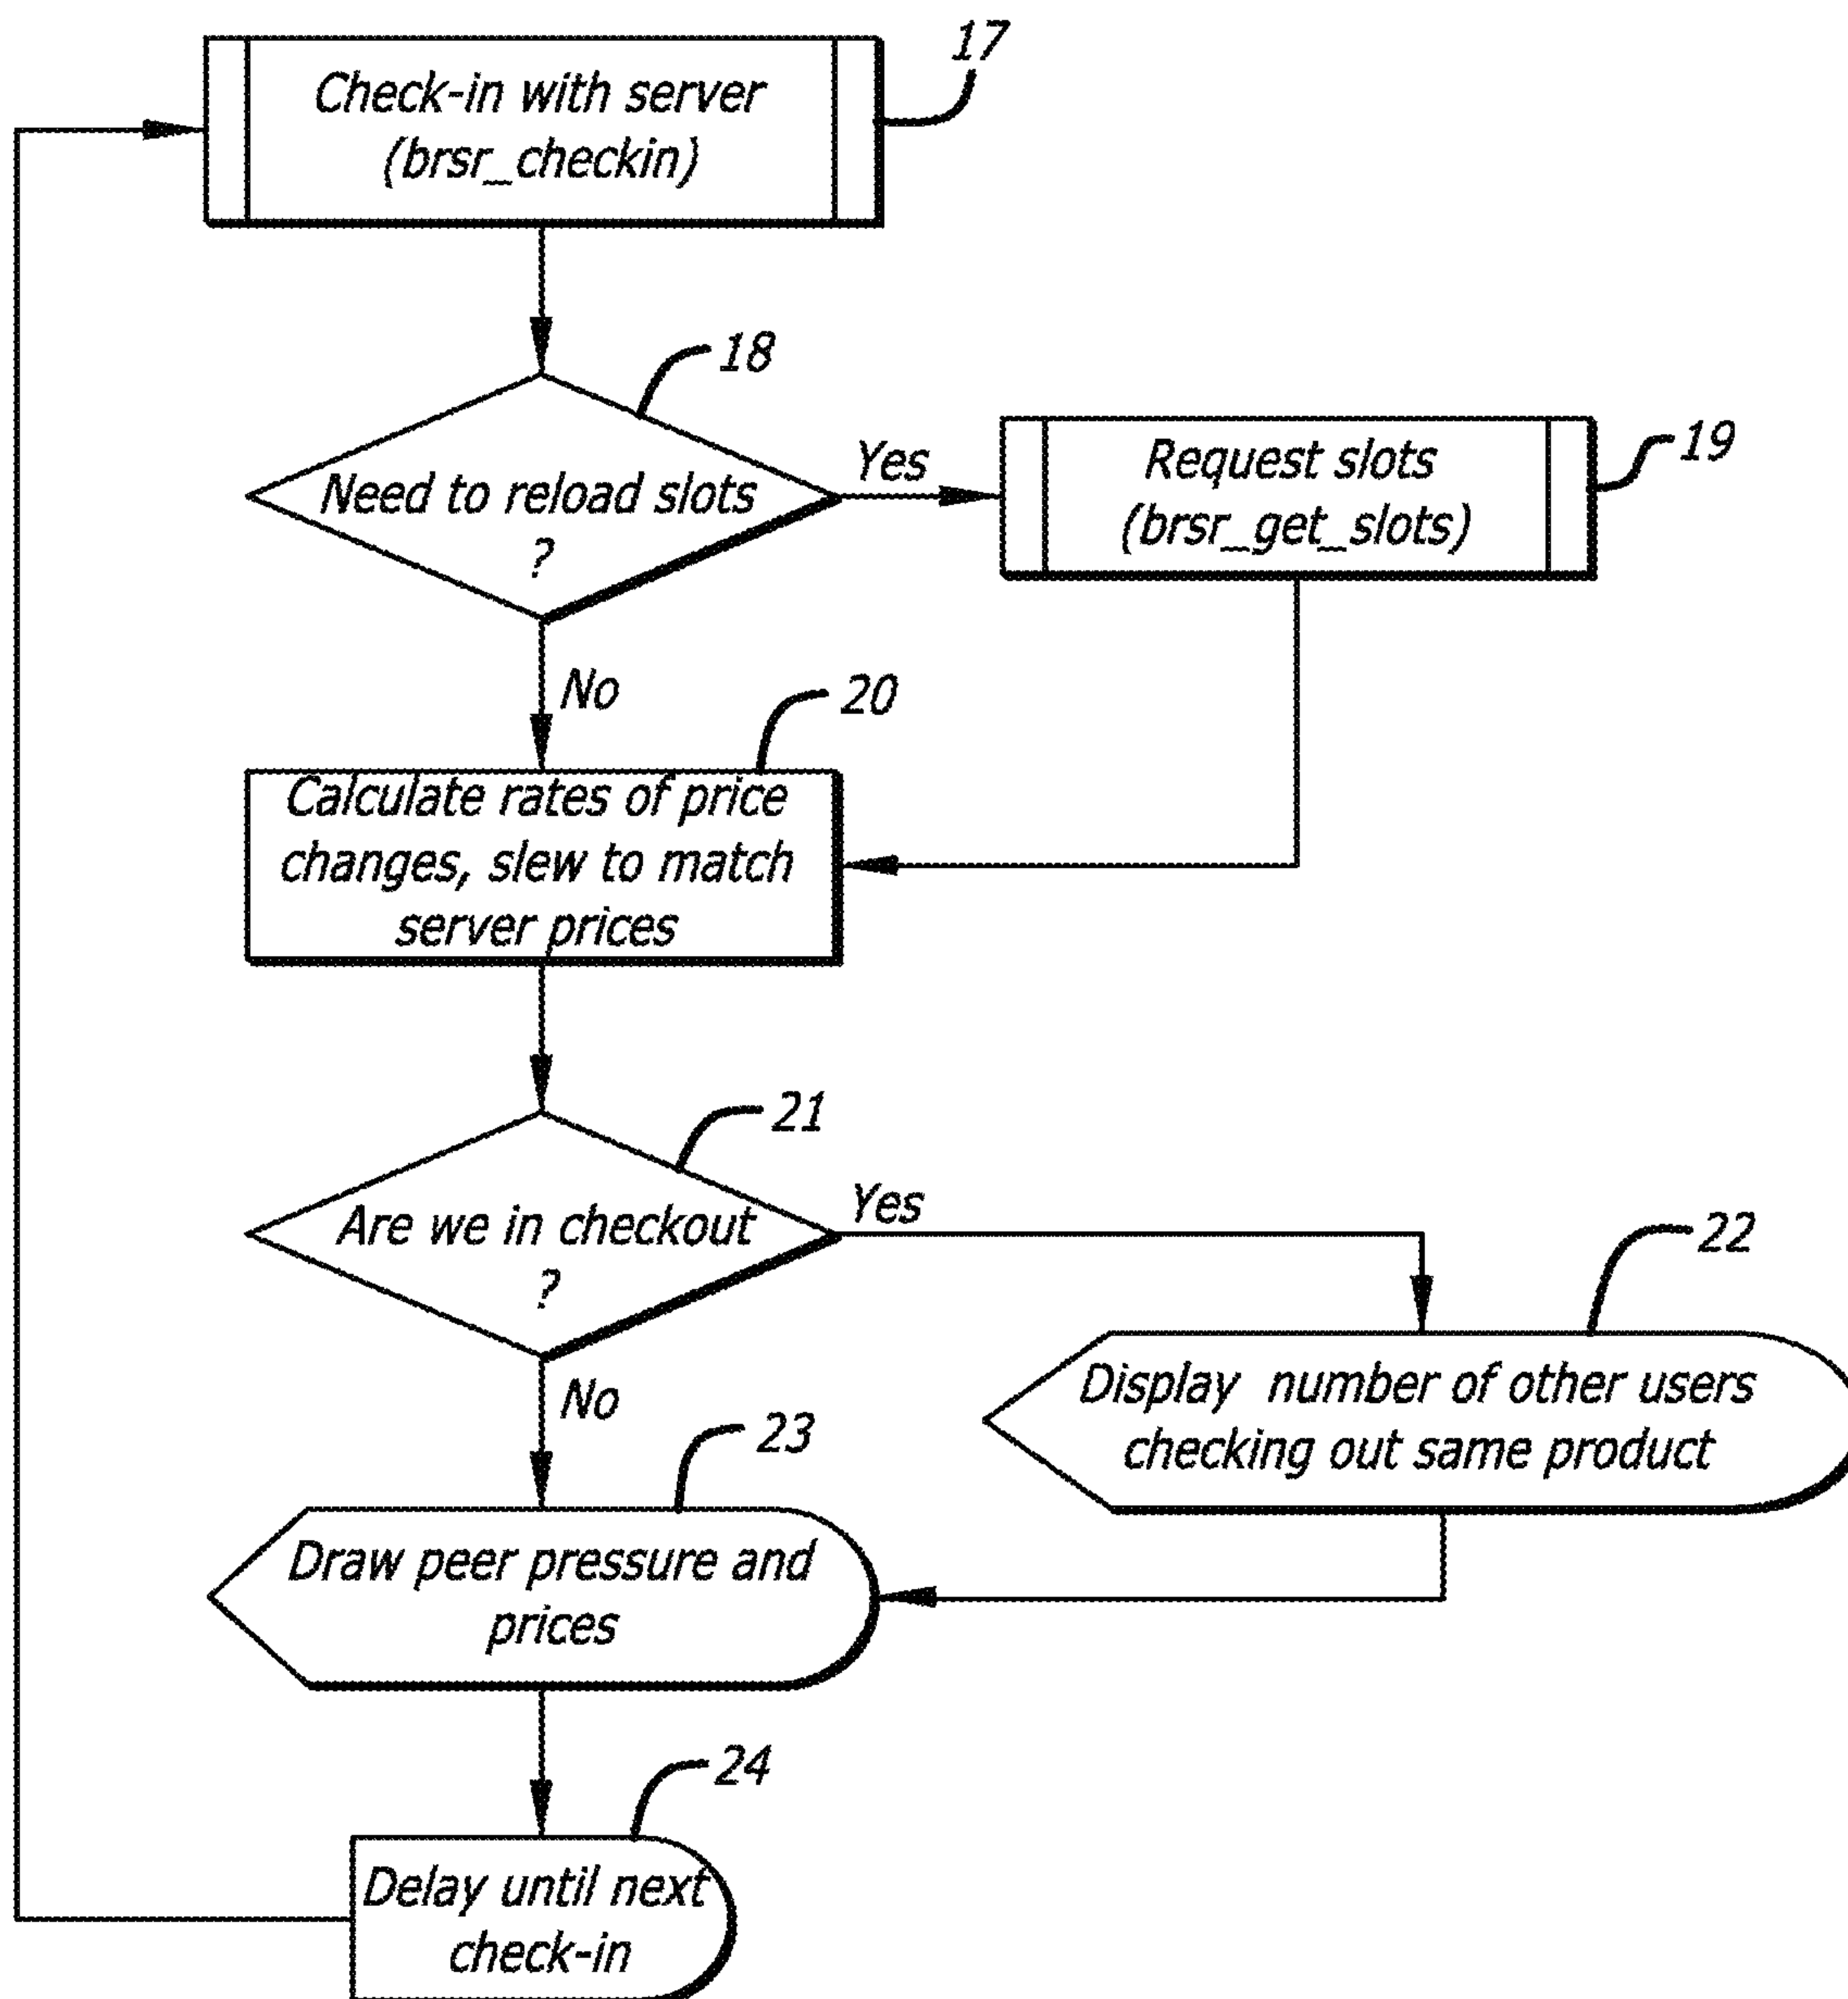 17
Check-in with server
(brsr_checkin)
18
Need to reload slots
?
Yes
19
Request slots
(brsr_get_slots)
No
20
Calculate rates of price
changes, slew to match
server prices
21
Are we in checkout
?
Yes
22
Display number of other users
checking out same product
No
23
Draw peer pressure and
prices
24
Delay until next
check-in